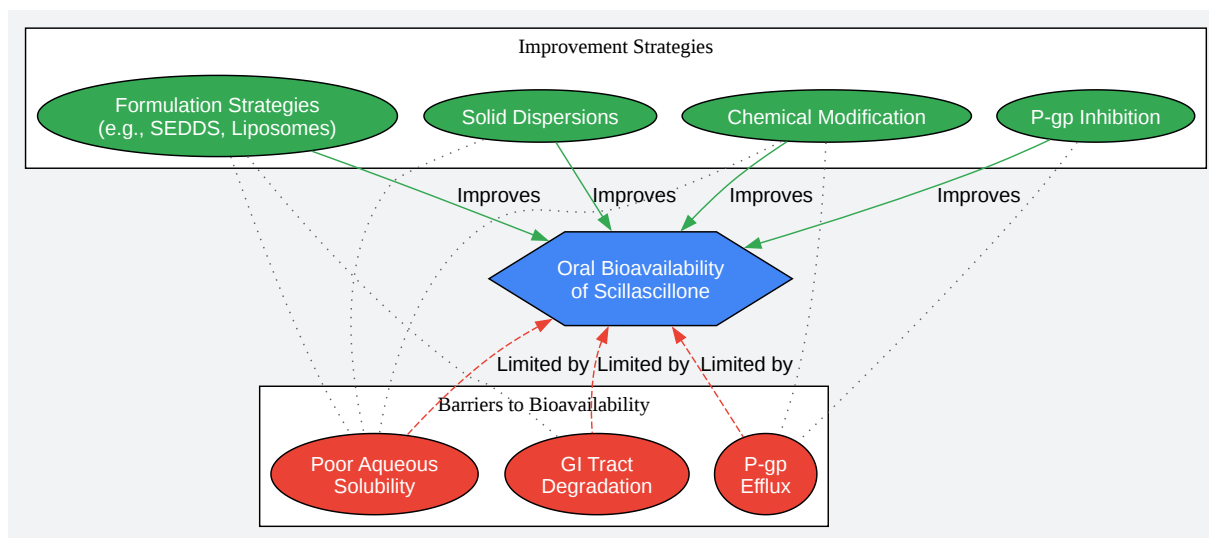 Improvement Strategies
Formulation Strategies
(e.g., SEDDS, Liposomes)
Solid Dispersions
Chemical Modification
P-gp Inhibition
Improves
Improves
Improves
Improves
Oral Bioavailability
of Scillascillone
Limited by
Limited by
Limited by
Barriers to Bioavailability
Poor Aqueous
Solubility
GI Tract
Degradation
P-gp
Efflux